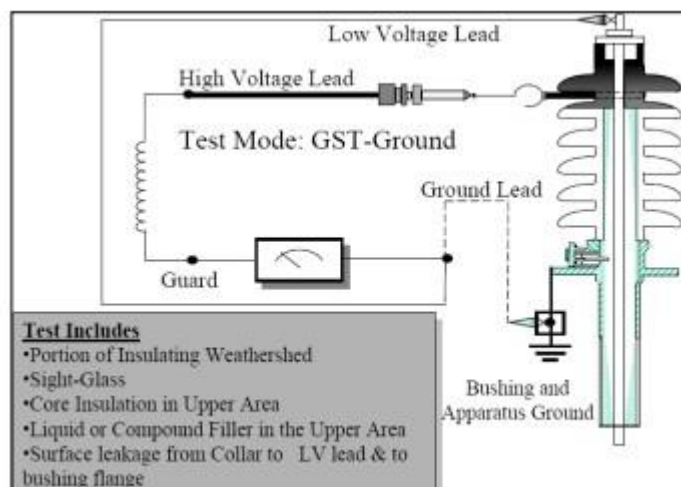 Low Voltage Lead
High Voltage Lead
Test Mode: GST-Ground
Ground Lead
Guard
Test Includes
•Portion of Insulating Weathershed
•Sight-Glass
•Core Insulation in Upper Area
•Liquid or Compound Filler in the Upper Area
•Surface leakage from Collar to LV lead & to
bushing flange
Bushing and
Apparatus Ground